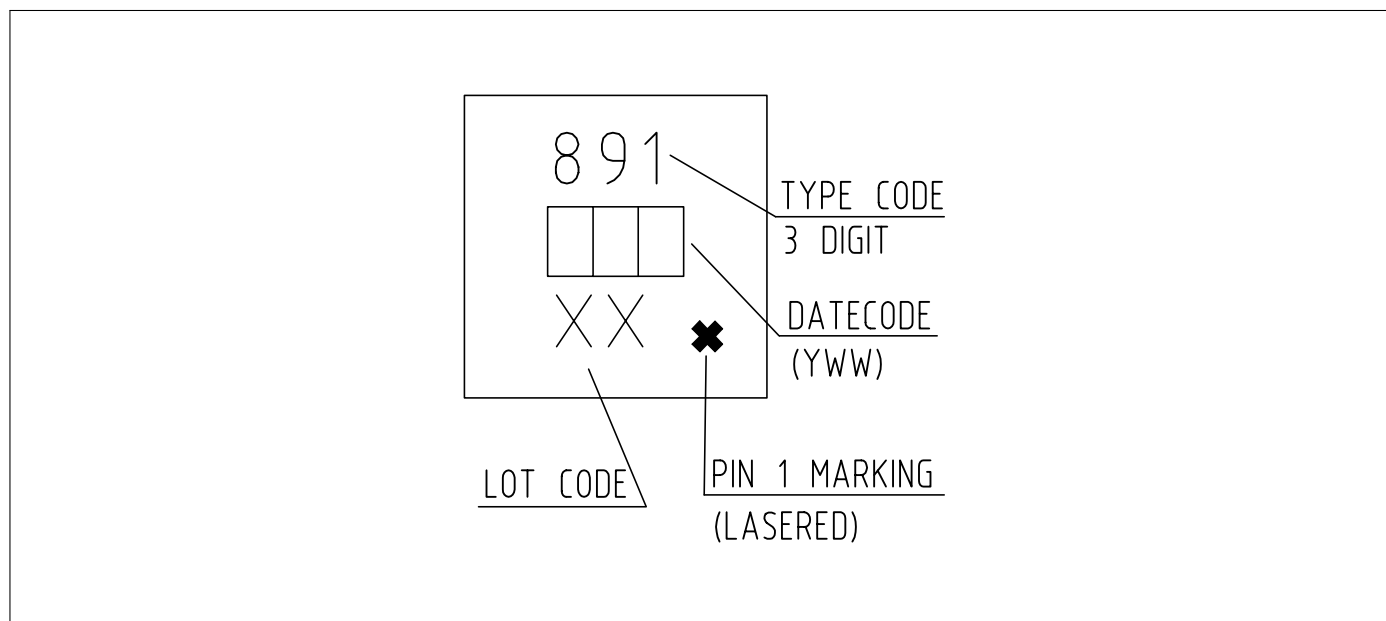 891
TYPE CODE
3 DIGIT
XX
DATECODE
(YWW)
LOT CODE
PIN 1 MARKING
(LASERED)